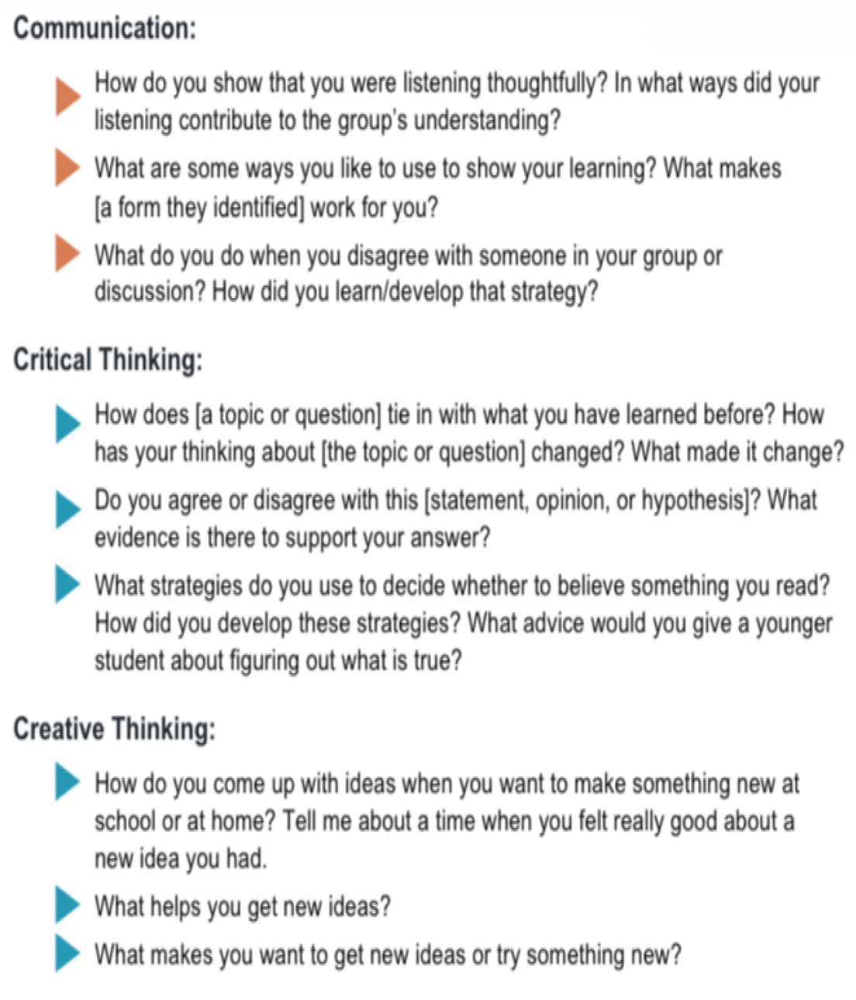 Communication:
How do you show that you were listening thoughtfully? In what ways did your
listening contribute to the group's understanding?
What are some ways you like to use to show your learning? What makes
[a form they identified] work for you?
What do you do when you disagree with someone in your group or
discussion? How did you learn/develop that strategy?
Critical Thinking:
How does [a topic or question] tie in with what you have learned before? How
has your thinking about [the topic or question] changed? What made it change?
Do you agree or disagree with this [statement, opinion, or hypothesis]? What
evidence is there to support your answer?
What strategies do you use to decide whether to believe something you read?
How did you develop these strategies? What advice would you give a younger
student about figuring out what is true?
Creative Thinking:
How do you come up with ideas when you want to make something new at
school or at home? Tell me about a time when you felt really good about a
new idea you had.
What helps you get new ideas?
What makes you want to get new ideas or try something new?